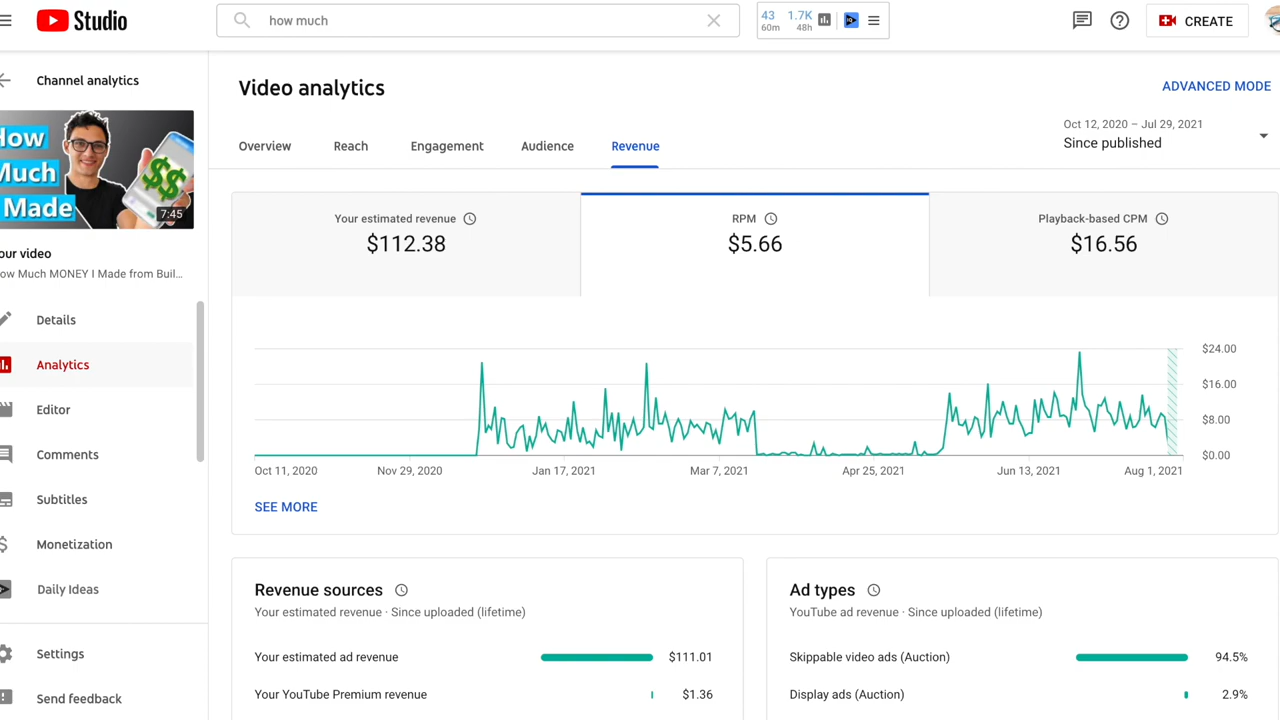 Studio
how much
43 1.7K
60m 48h
CREATE
Channel analytics
Video analytics
ADVANCED MODE
Oct 12, 2020 – Jul 29, 2021
Since published
Overview Reach Engagement Audience Revenue
How
Much
Made
$$
7:45
our video
ow Much MONEY I Made from Buil...
Details
Analytics
Editor
Comments
Subtitles
Monetization
Daily Ideas
Settings
Send feedback
Your estimated revenue
$112.38
RPM
$5.66
Playback-based CPM
$16.56
$24.00
$16.00
$8.00
$0.00
Oct 11, 2020 Nov 29, 2020 Jan 17, 2021 Mar 7, 2021 Apr 25, 2021 Jun 13, 2021 Aug 1, 2021
SEE MORE
Revenue sources
Your estimated revenue · Since uploaded (lifetime)
Your estimated ad revenue $111.01
Your YouTube Premium revenue $1.36
Ad types
YouTube ad revenue · Since uploaded (lifetime)
Skippable video ads (Auction) 94.5%
Display ads (Auction) 2.9%